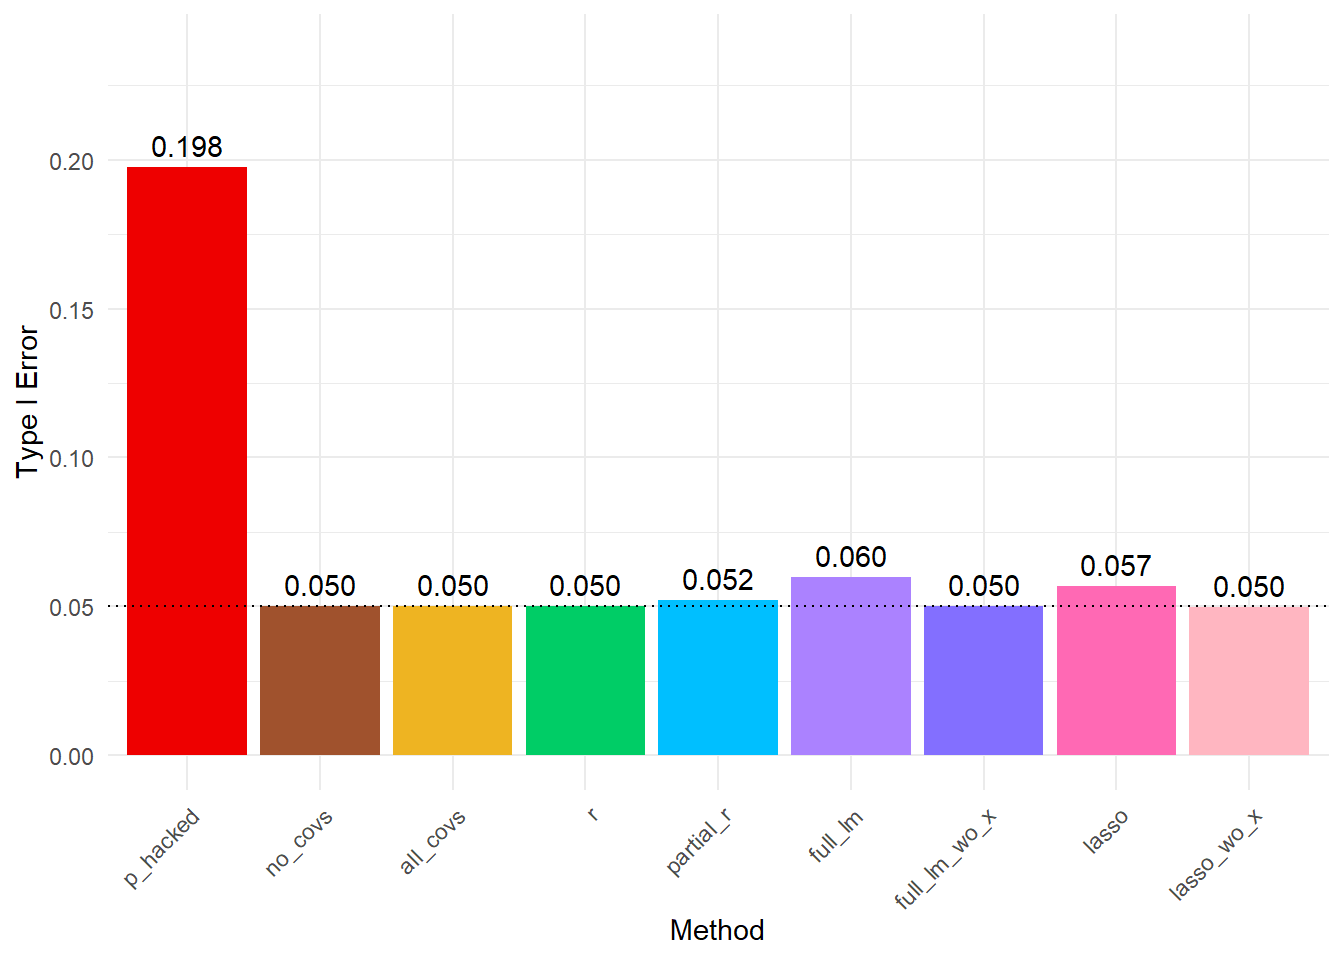 0.198
0.20
0.15
0.10
0.05
0.00
Type I Error
0.050
0.050
0.050
0.052
0.060
0.050
0.057
0.050
p_hacked
no_covs
all_covs
r
partial_r
full_lm
full_lm_wo_x
lasso
lasso_wo_x
Method